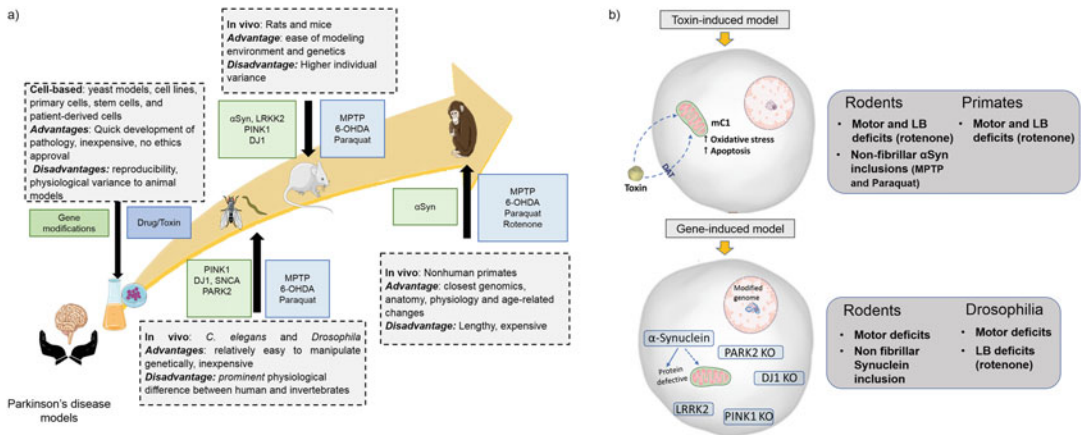 a)
In vivo: Rats and mice
Advantage: ease of modeling
environment and genetics
Disadvantage: Higher individual
variance
Cell-based: yeast models, cell lines,
primary cells, stem cells, and
patient-derived cells
Advantages: Quick development of
pathology, inexpensive, no ethics
approval
Disadvantages: reproducibility,
physiological variance to animal
models
Gene
modifications
Drug/Toxin
αSyn, LRKK2
PINK1
DJ1
MPTP
6-OHDA
Paraquat
PINK1
DJ1, SNCA
PARK2
MPTP
6-OHDA
Paraquat
αSyn
MPTP
6-OHDA
Paraquat
Rotenone
In vivo: Nonhuman primates
Advantage: closest genomics,
anatomy, physiology and age-related
changes
Disadvantage: Lengthy, expensive
In vivo: C. elegans and Drosophila
Advantages: relatively easy to manipulate
genetically, inexpensive
Disadvantage: prominent physiological
difference between human and invertebrates
Parkinson's disease
models
b)
Toxin-induced model
mC1
↑ Oxidative stress
↑ Apoptosis
Toxin
DAT
Rodents
• Motor and LB
deficits (rotenone)
• Non-fibrillar αSyn
inclusions (MPTP
and Paraquat)
Primates
• Motor and LB
deficits (rotenone)
Gene-induced model
Modified
genome
α-Synuclein
Protein
defective
PARK2 KO
DJ1 KO
LRRK2
PINK1 KO
Rodents
• Motor deficits
• Non fibrillar
Synuclein
inclusion
Drosophilia
• Motor deficits
• LB deficits
(rotenone)